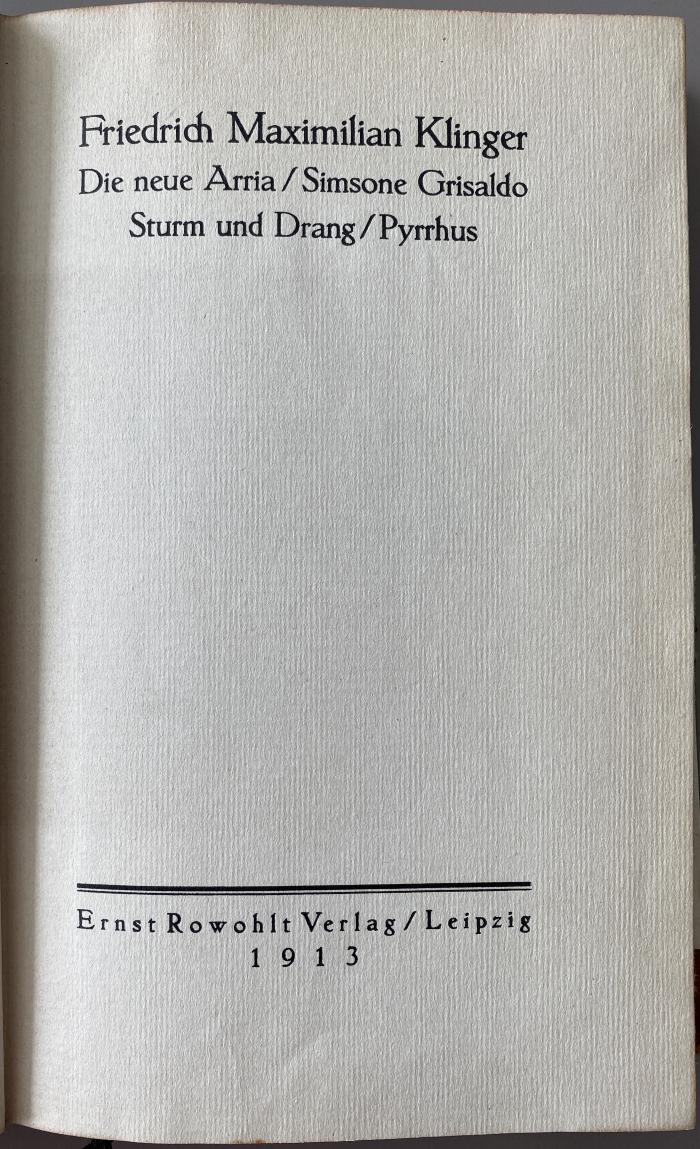 Friedrich Maximilian Klinger
Die neue Arria/Simsone Grisaldo
Sturm und Drang/Pyrrhus
Ernst Rowohlt Verlag/Leipzig
1913